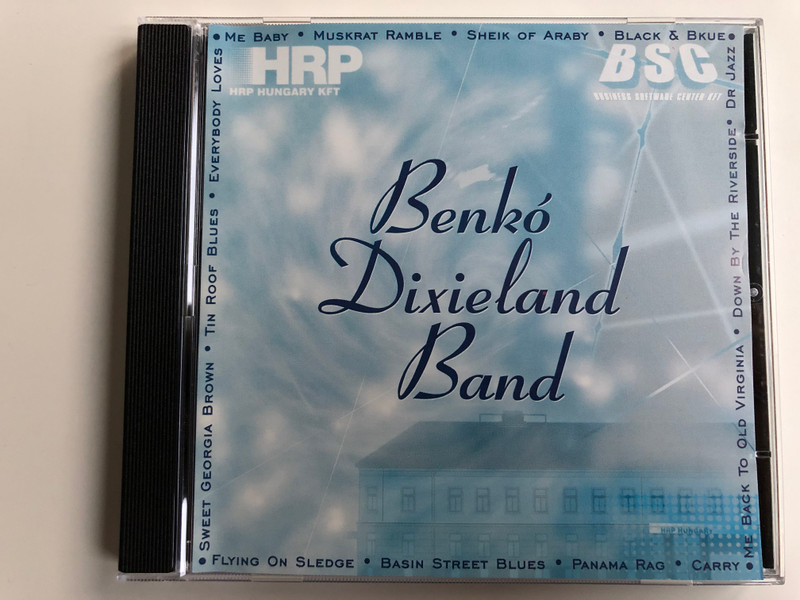 • Me Baby • Muskrat Ramble • Sheik of Araby • Black & Bkue •
Dr Jazz
HRP
HRP HUNGARY KFT
BSC
BUSINESS SOFTWARE CENTER KFT
Benkó
Dixieland
Band
Sweet Georgia Brown • Tin Roof Blues • Everybody Loves
• Down By The Riverside •
Me Back To Old Virginia
HRP Hungary
• Flying On Sledge • Basin Street Blues • Panama Rag • Carry •